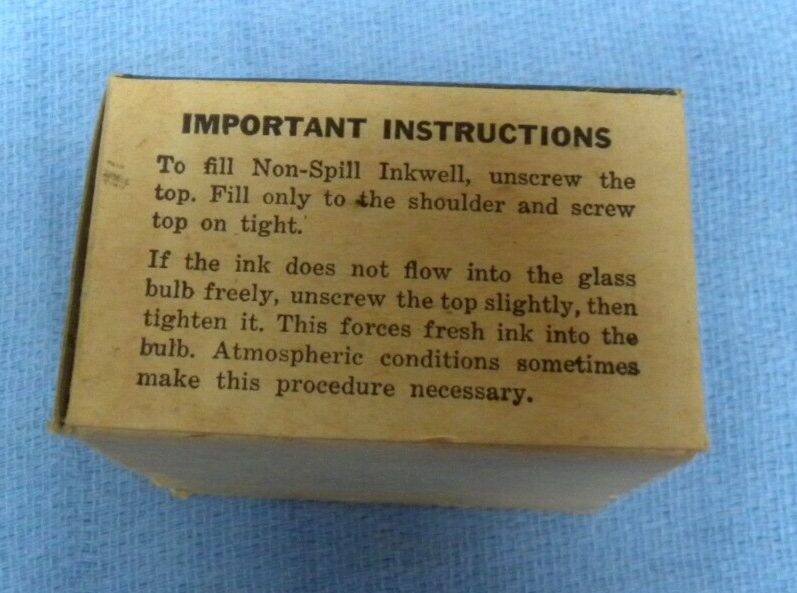 IMPORTANT INSTRUCTIONS
To fill Non-Spill Inkwell, unscrew the
top. Fill only to the shoulder and screw
top on tight.
If the ink does not flow into the glass
bulb freely, unscrew the top slightly, then
tighten it. This forces fresh ink into the
bulb. Atmospheric conditions sometimes
make this procedure necessary.